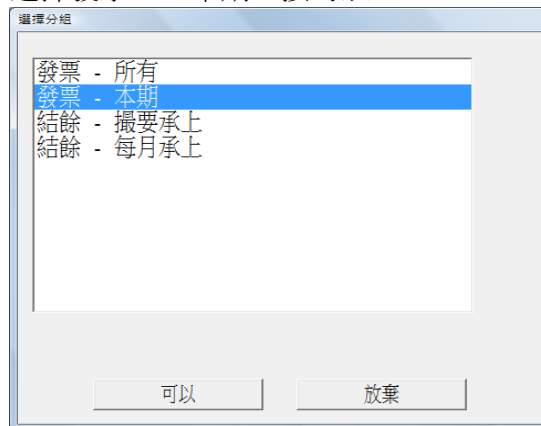 選擇分組
發票 - 所有
發票 - 本期
結餘 - 撮要承上
結餘 - 每月承上
可以
放棄